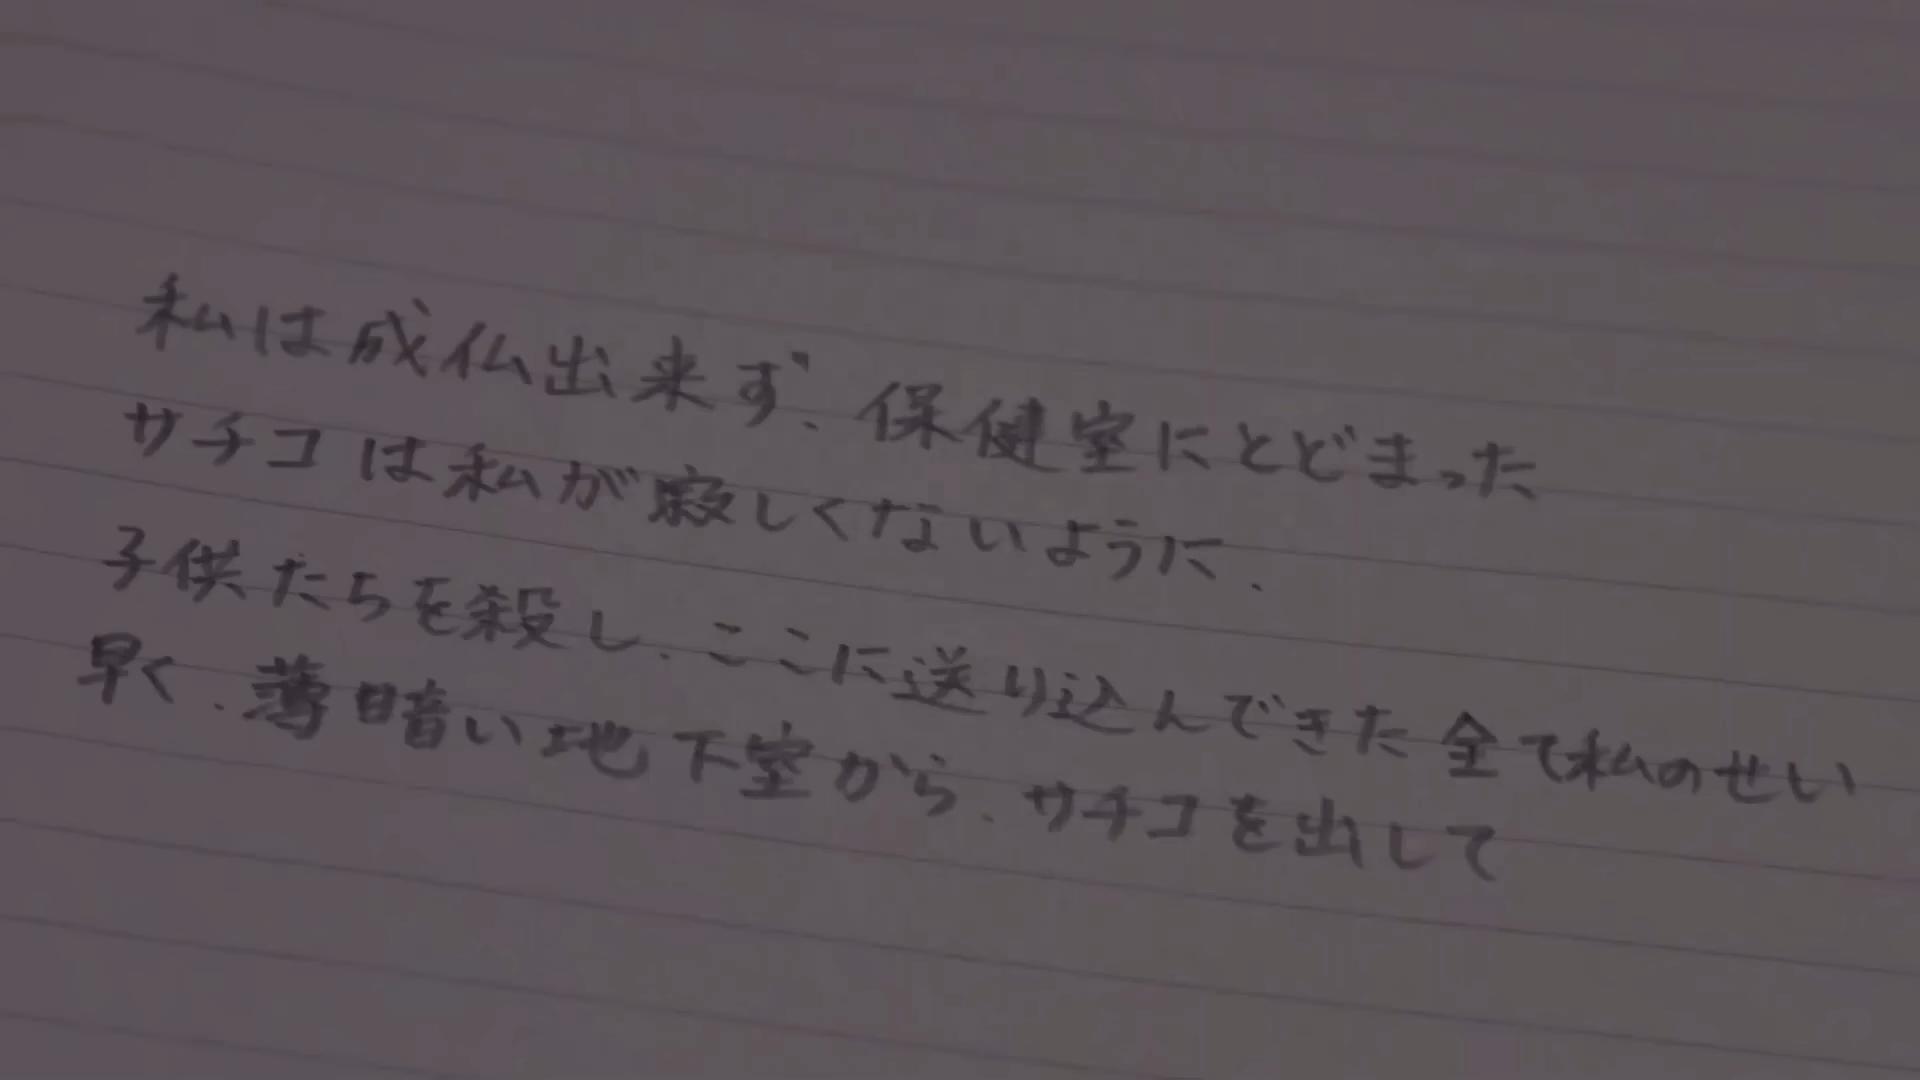 私は成仏出来ず、保健室にとどまった
サチコは私が寂しくないように、
子供たちを殺し、ここに送り込んできた全て私のせい
早く、薄暗い地下室から、サチコを出して